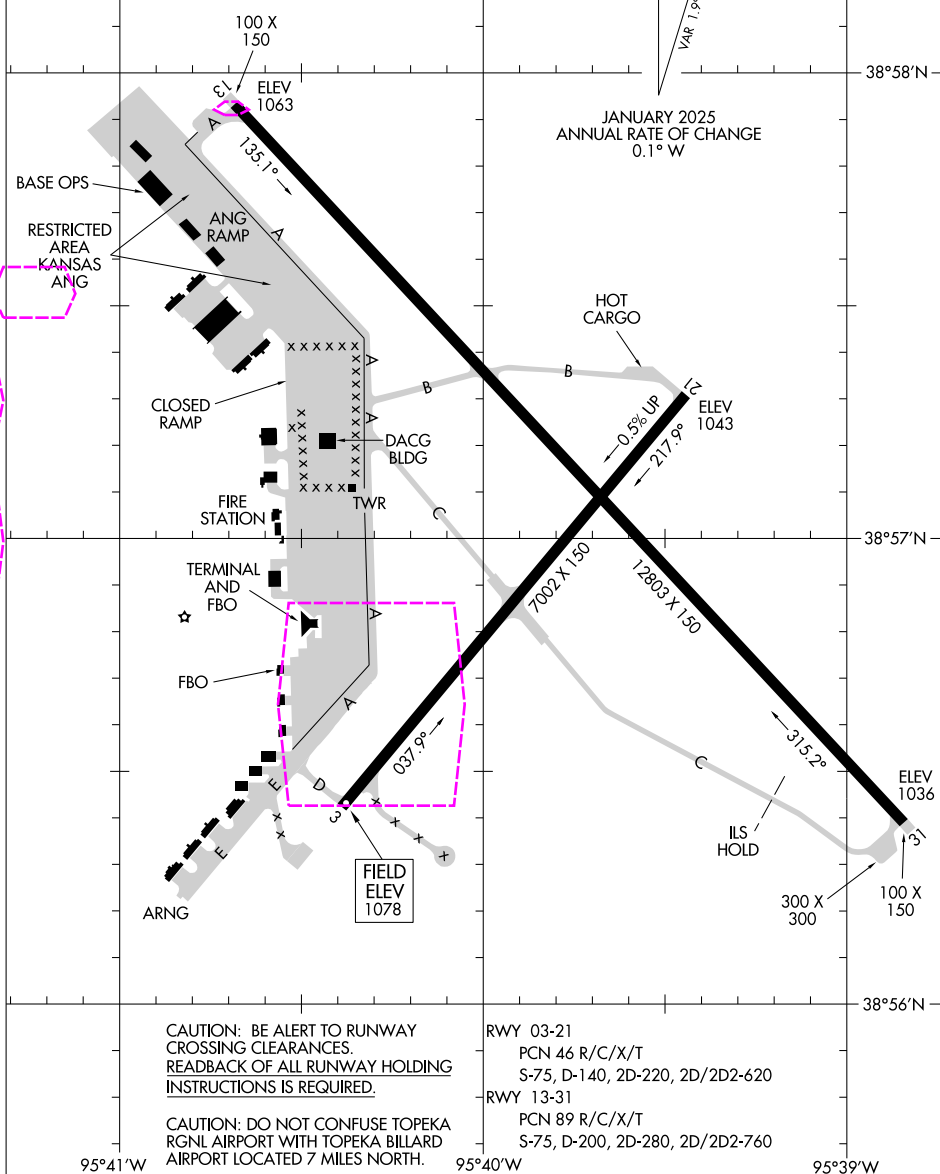 100 X
150
VAR 1.9°
38°58'N
13
ELEV
1063
JANUARY 2025
ANNUAL RATE OF CHANGE
0.1° W
A
135.1°
BASE OPS
ANG
RAMP
A
RESTRICTED
AREA
KANSAS
ANG
HOT
CARGO
A
B
B
21
ELEV
1043
0.5% UP
217.9°
CLOSED
RAMP
A
DACG
BLDG
X X X X X X
TWR
C
FIRE
STATION
38°57'N
7002 X 150
12803 X 150
TERMINAL
AND
FBO
A
FBO
A
037.9°
315.2°
C
ELEV
1036
E
D
3
31
ILS
HOLD
E
FIELD
ELEV
1078
300 X
300
100 X
150
ARNG
38°56'N
CAUTION: BE ALERT TO RUNWAY
CROSSING CLEARANCES.
READBACK OF ALL RUNWAY HOLDING
INSTRUCTIONS IS REQUIRED.
CAUTION: DO NOT CONFUSE TOPEKA
RGNL AIRPORT WITH TOPEKA BILLARD
AIRPORT LOCATED 7 MILES NORTH.
RWY 03-21
PCN 46 R/C/X/T
S-75, D-140, 2D-220, 2D/2D2-620
RWY 13-31
PCN 89 R/C/X/T
S-75, D-200, 2D-280, 2D/2D2-760
95°41'W
95°40'W
95°39'W